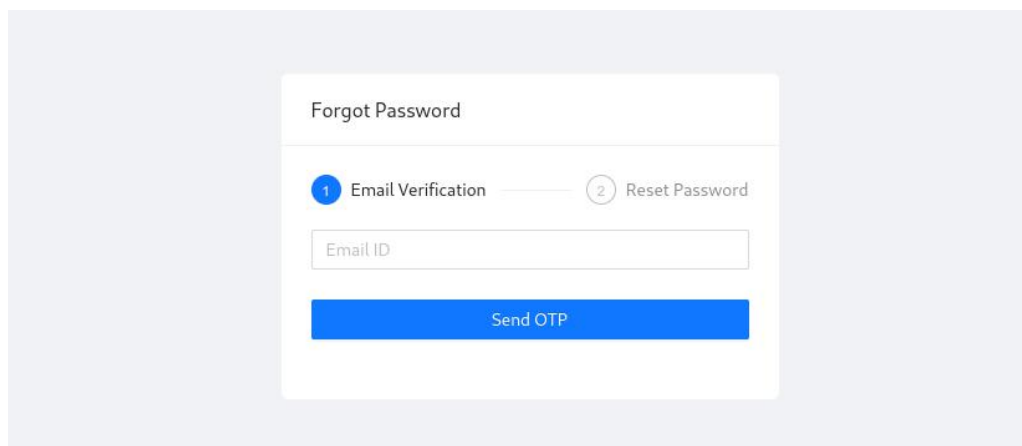 Forgot Password
1 Email Verification 2 Reset Password
Email ID
Send OTP